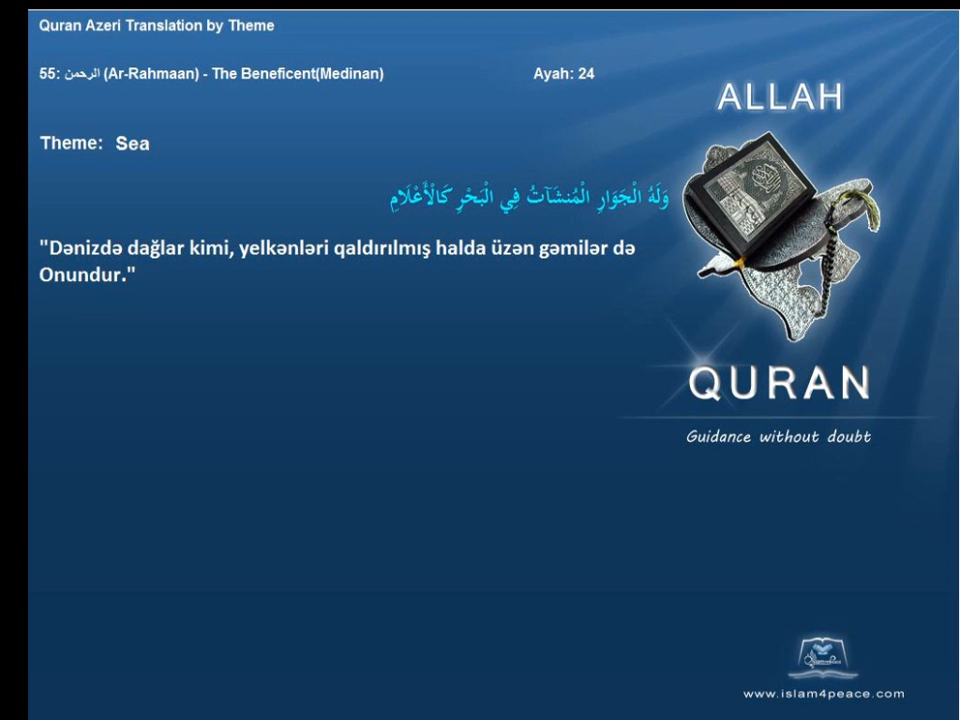 Quran Azeri Translation by Theme
55: الرحمن (Ar-Rahmaan) - The Beneficent(Medinan) Ayah: 24
ALLAH
Theme: Sea
وَلَهُ الْجَوَارِ الْمُنشَآتُ فِي الْبَحْرِ كَالْأَعْلَامِ
"Dənizdə dağlar kimi, yelkənləri qaldırılmış halda üzən gəmilər də
Onundur."
QURAN
Guidance without doubt
www.islam4peace.com